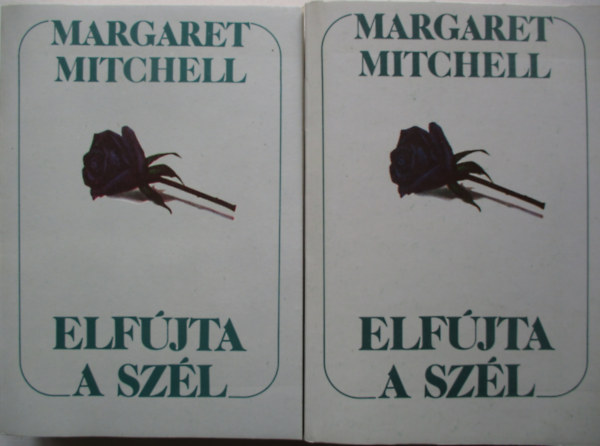 MARGARET
MITCHELL
ELFÚJTA
A SZÉL
MARGARET
MITCHELL
ELFÚJTA
A SZÉL